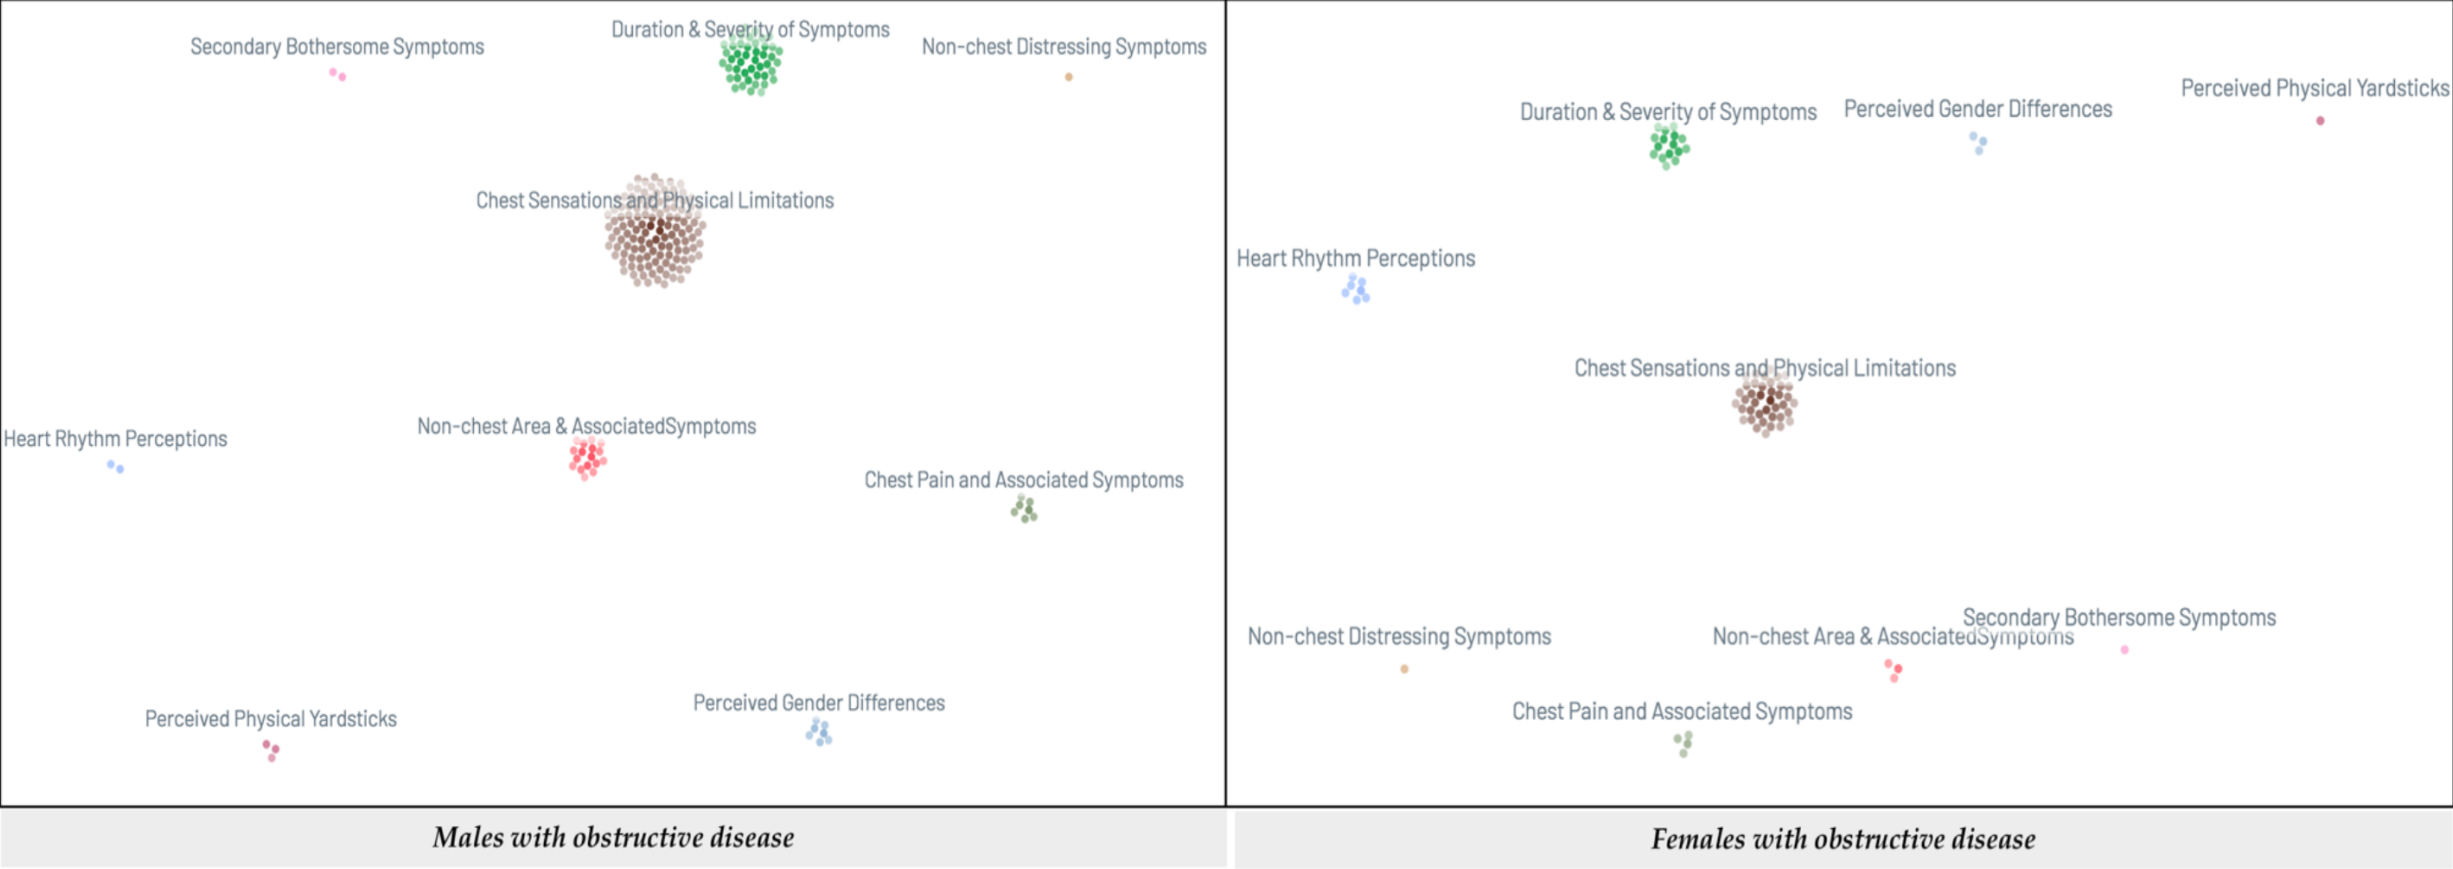 Duration & Severity of Symptoms
Secondary Bothersome Symptoms
Non-chest Distressing Symptoms
Chest Sensations and Physical Limitations
Non-chest Area & AssociatedSymptoms
Heart Rhythm Perceptions
Chest Pain and Associated Symptoms
Perceived Gender Differences
Perceived Physical Yardsticks
Males with obstructive disease
Perceived Physical Yardsticks
Duration & Severity of Symptoms
Perceived Gender Differences
Heart Rhythm Perceptions
Chest Sensations and Physical Limitations
Secondary Bothersome Symptoms
Non-chest Distressing Symptoms
Non-chest Area & AssociatedSymptoms
Chest Pain and Associated Symptoms
Females with obstructive disease